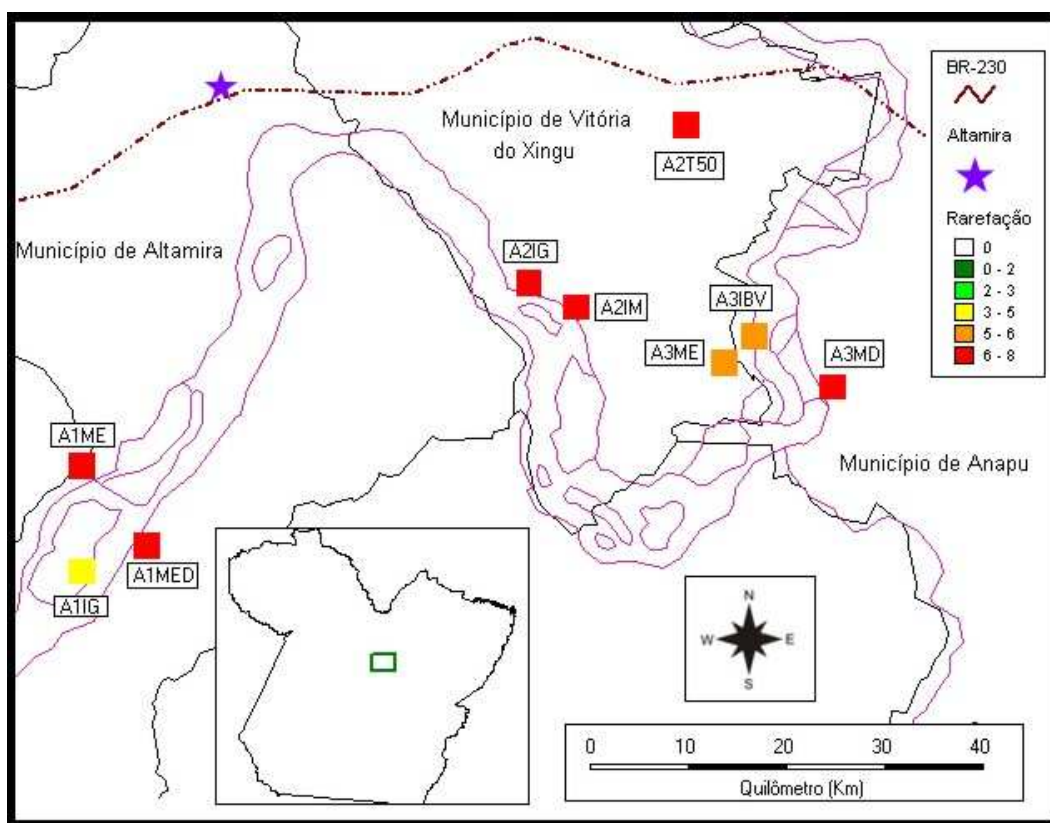 BR-230
Altamira
Rarefação
0
0 - 2
2 - 3
3 - 5
5 - 6
6 - 8
Município de Vitória
do Xingu
A2T50
Município de Altamira
A2IG
A2IM
A3IBV
A3ME
A3MD
A1ME
Município de Anapu
A1MED
A1IG
N
W
E
S
0 10 20 30 40
Quilômetro (Km)